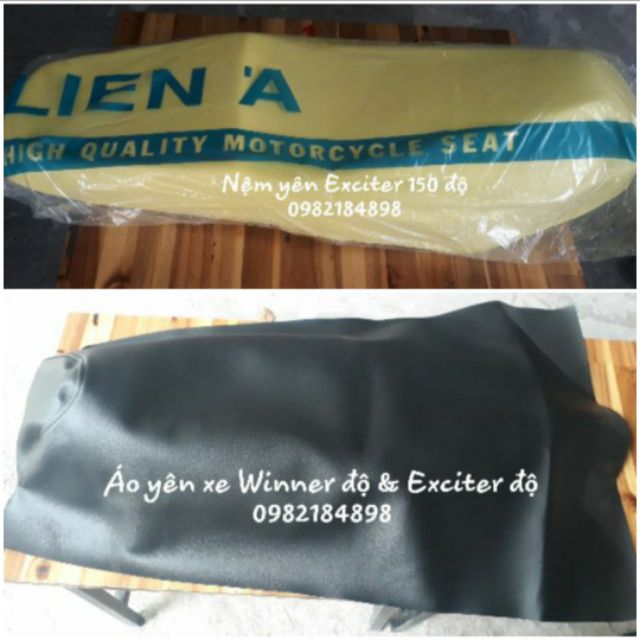 LIEN 'A
HIGH QUALITY MOTORCYCLE SEAT
Nệm yên Exciter 150 độ
0982184898
Áo yên xe Winner độ & Exciter độ
0982184898